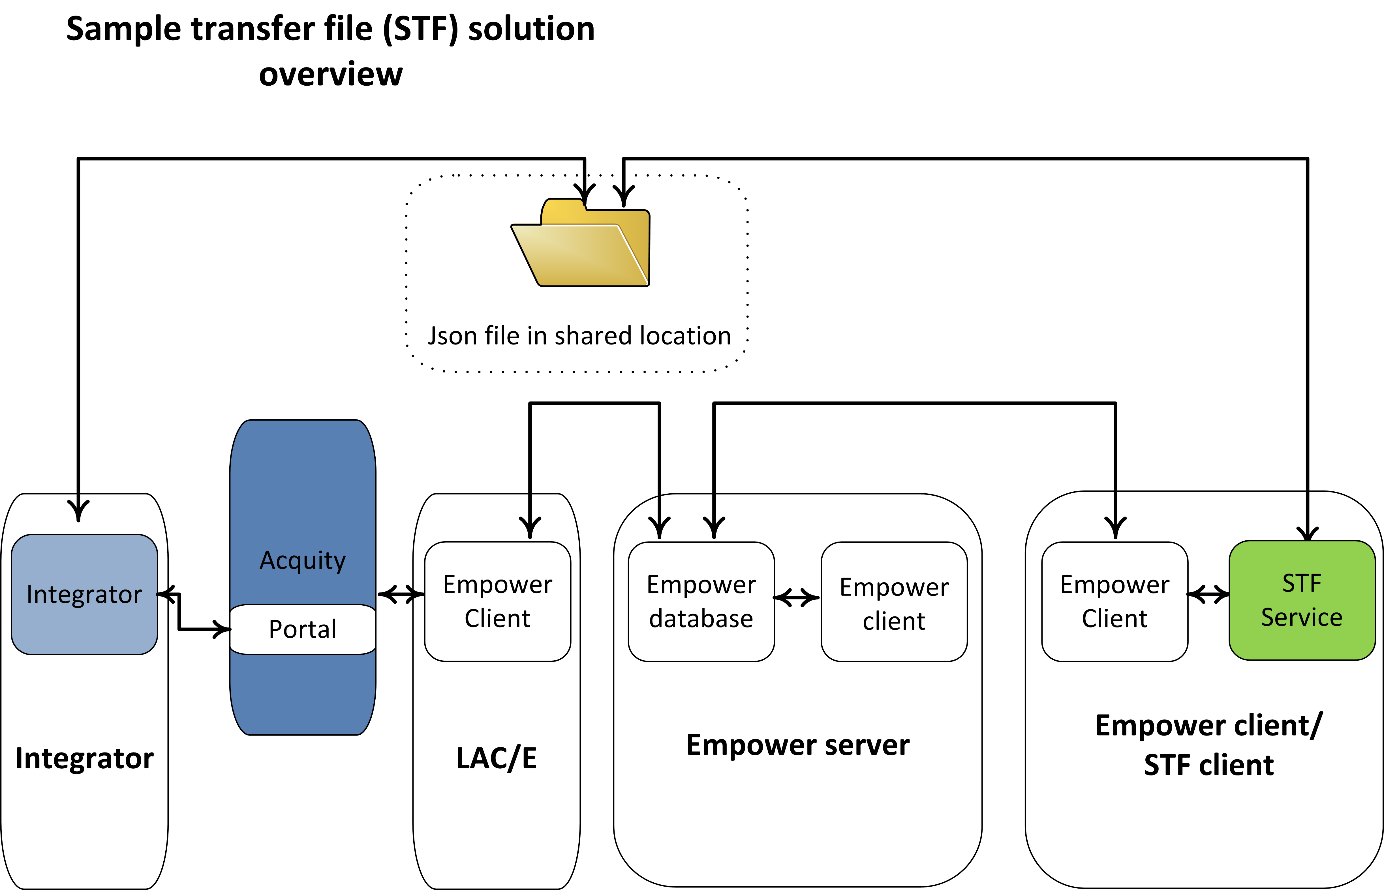 Sample transfer file (STF) solution
overview
Json file in shared location
Integrator
Integrator
Acquity
Portal
Empower
Client
LAC/E
Empower
database
Empower
client
Empower server
Empower
Client
STF
Service
Empower client/
STF client